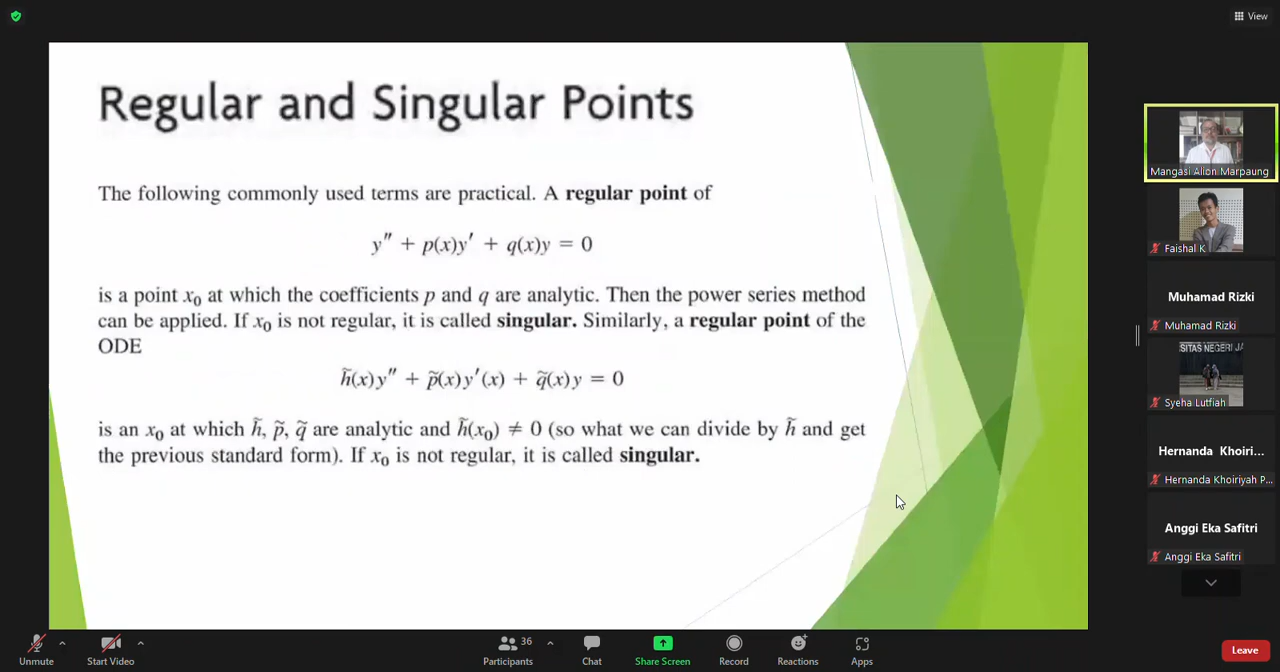 View
Regular and Singular Points
The following commonly used terms are practical. A regular point of
y″ + p(x)y′ + q(x)y = 0
is a point x₀ at which the coefficients p and q are analytic. Then the power series method
can be applied. If x₀ is not regular, it is called singular. Similarly, a regular point of the
ODE
h̃(x)y″ + p̃(x)y′(x) + q̃(x)y = 0
is an x₀ at which h̃, p̃, q̃ are analytic and h̃(x₀) ≠ 0 (so what we can divide by h̃ and get
the previous standard form). If x₀ is not regular, it is called singular.
Mangasi Alion Marpaung
Faishal K
Muhamad Rizki
Muhamad Rizki
SITAS NEGERI JA
Syeha Lutfiah
Hernanda Khoiri...
Hernanda Khoiriyah P...
Anggi Eka Safitri
Anggi Eka Safitri
Unmute
Start Video
Participants
36
Chat
Share Screen
Record
Reactions
Apps
Leave